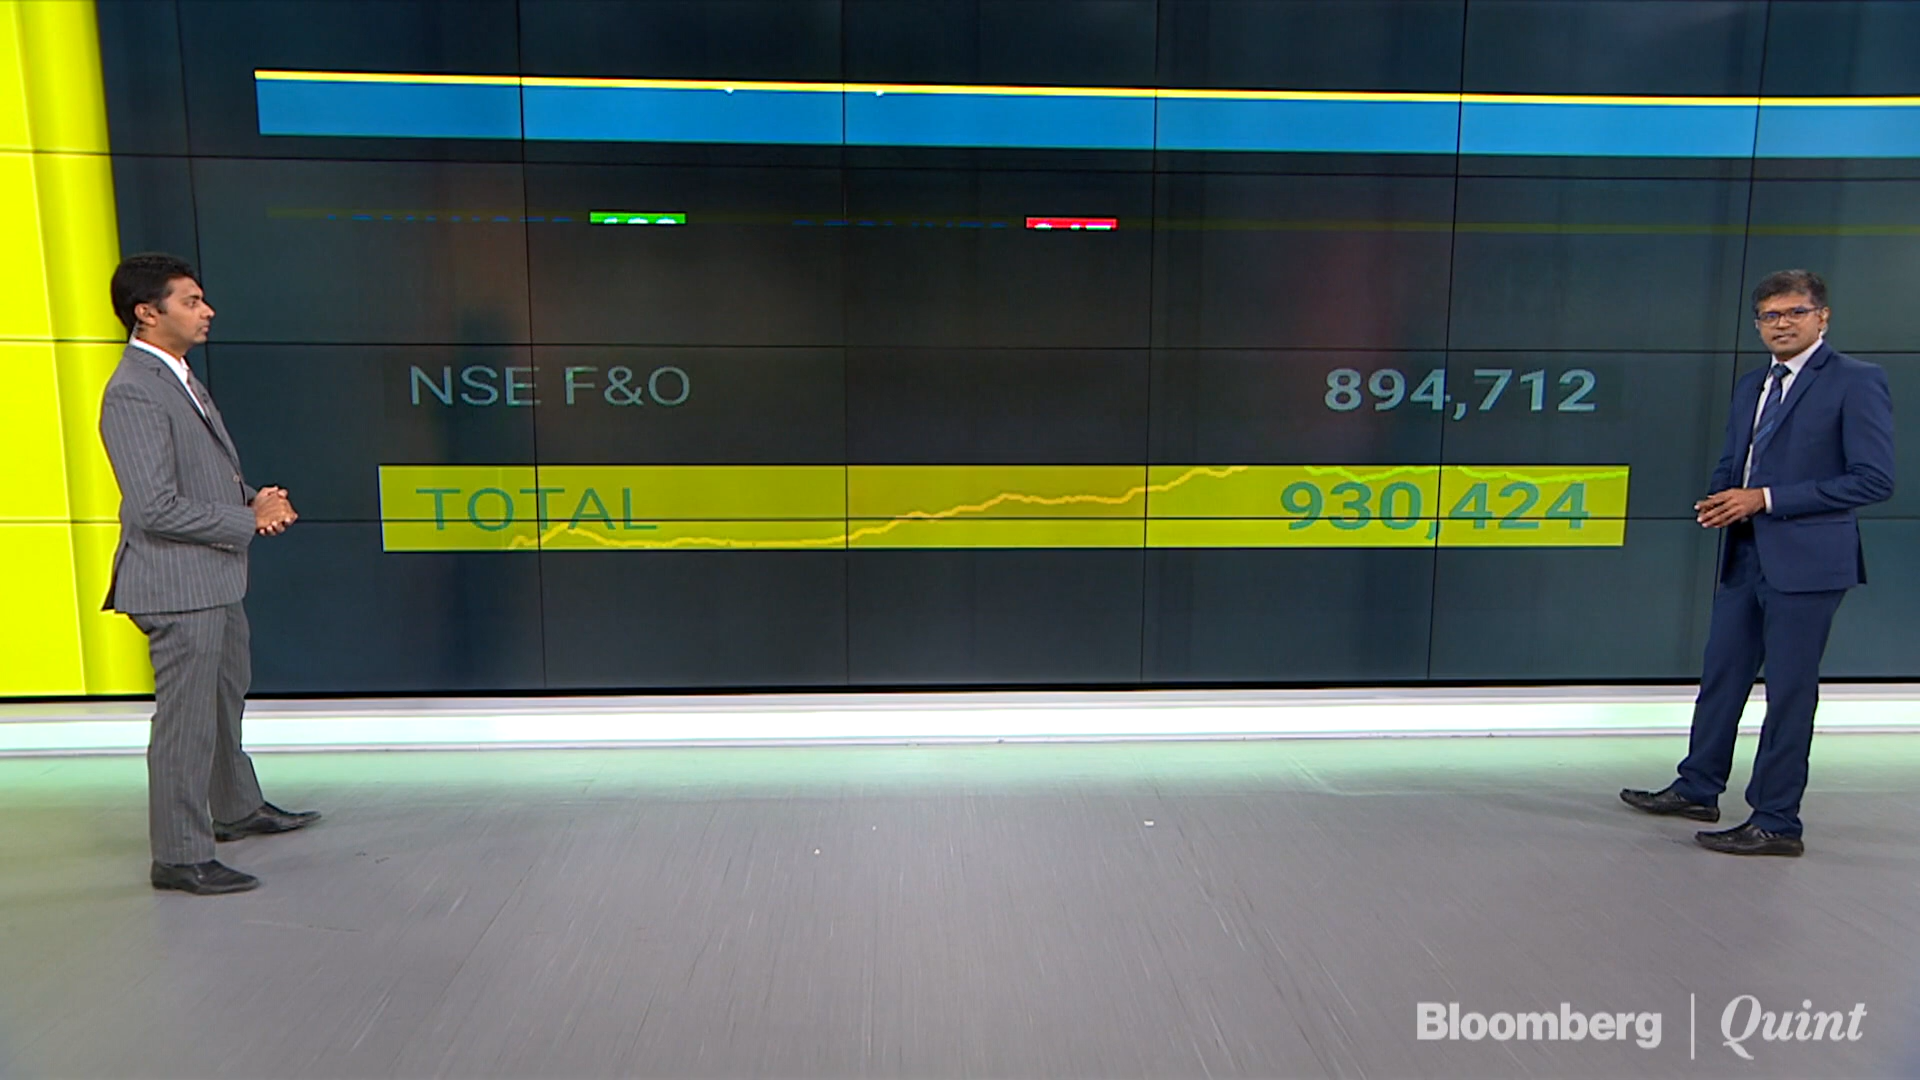 NSE F&O 894,712
TOTAL 930,424
Bloomberg | Quint